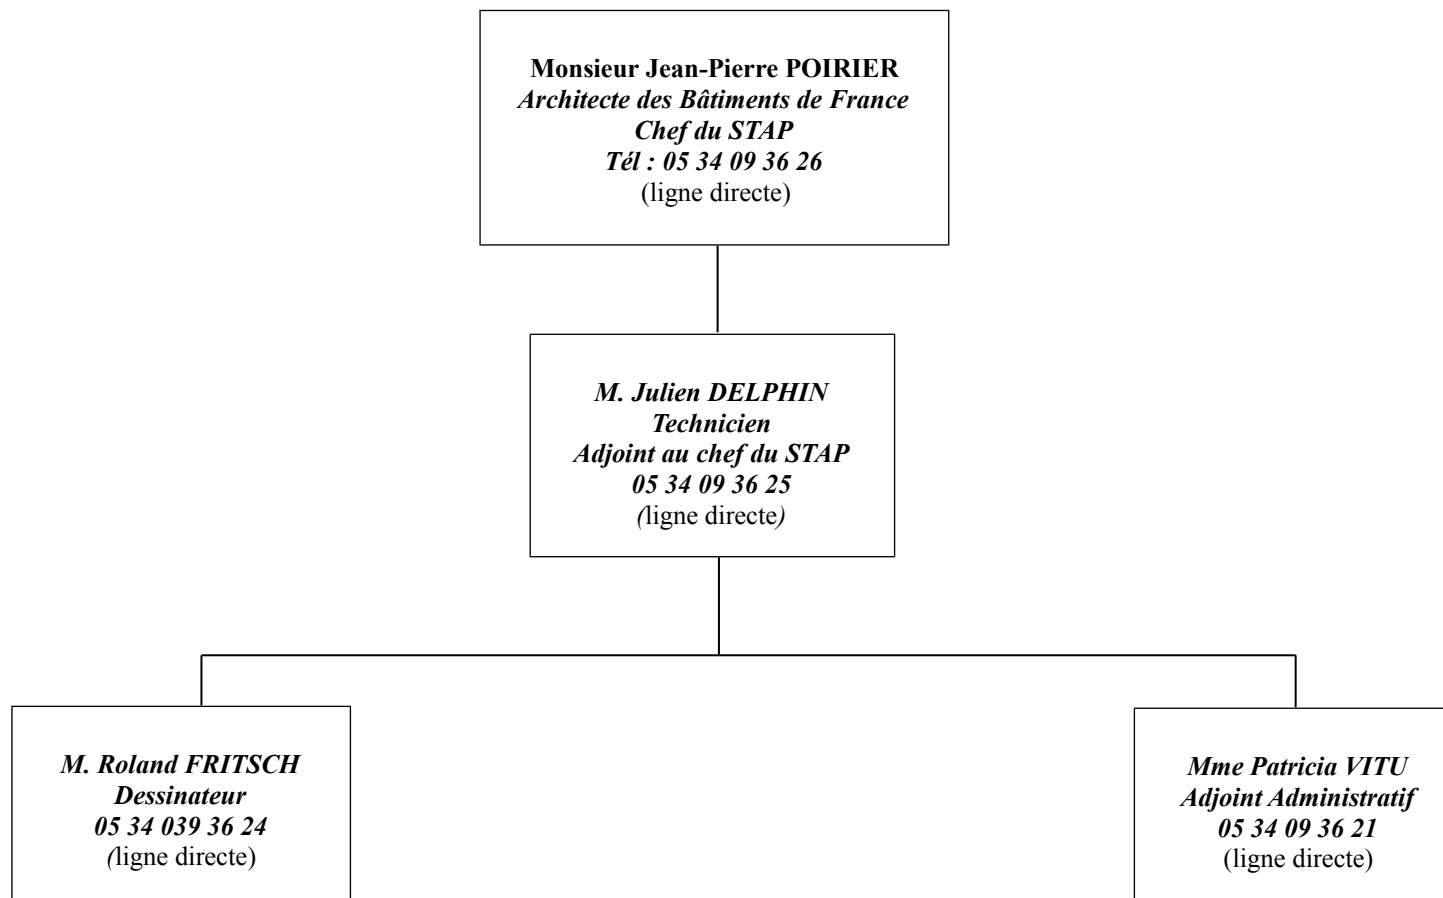 Monsieur Jean-Pierre POIRIER
Architecte des Bâtiments de France
Chef du STAP
Tél : 05 34 09 36 26
(ligne directe)
M. Julien DELPHIN
Technicien
Adjoint au chef du STAP
05 34 09 36 25
(ligne directe)
M. Roland FRITSCH
Dessinateur
05 34 039 36 24
(ligne directe)
Mme Patricia VITU
Adjoint Administratif
05 34 09 36 21
(ligne directe)